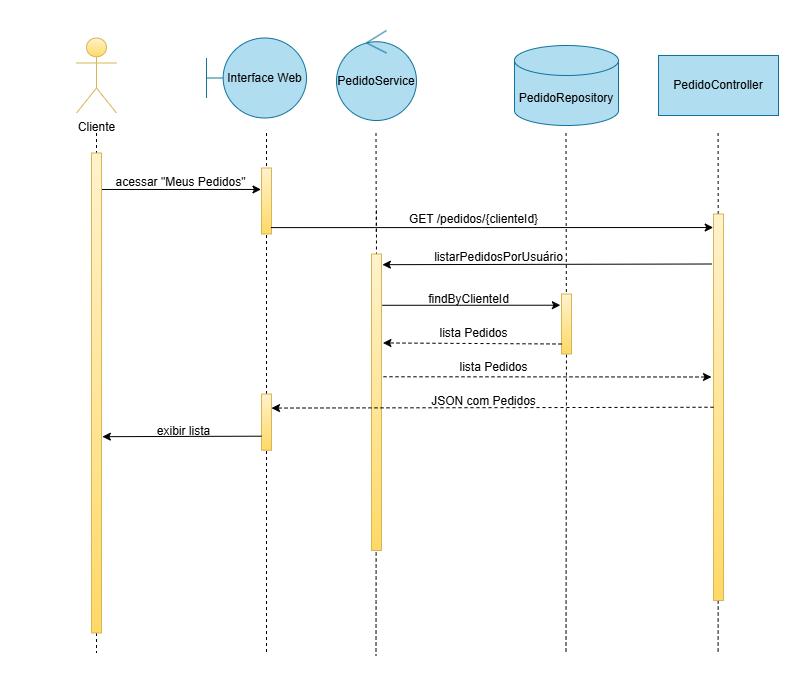 Interface Web
PedidoService
PedidoRepository
PedidoController
Cliente
acessar "Meus Pedidos"
GET /pedidos/{clienteId}
listarPedidosPorUsuário
findByClienteId
lista Pedidos
lista Pedidos
JSON com Pedidos
exibir lista